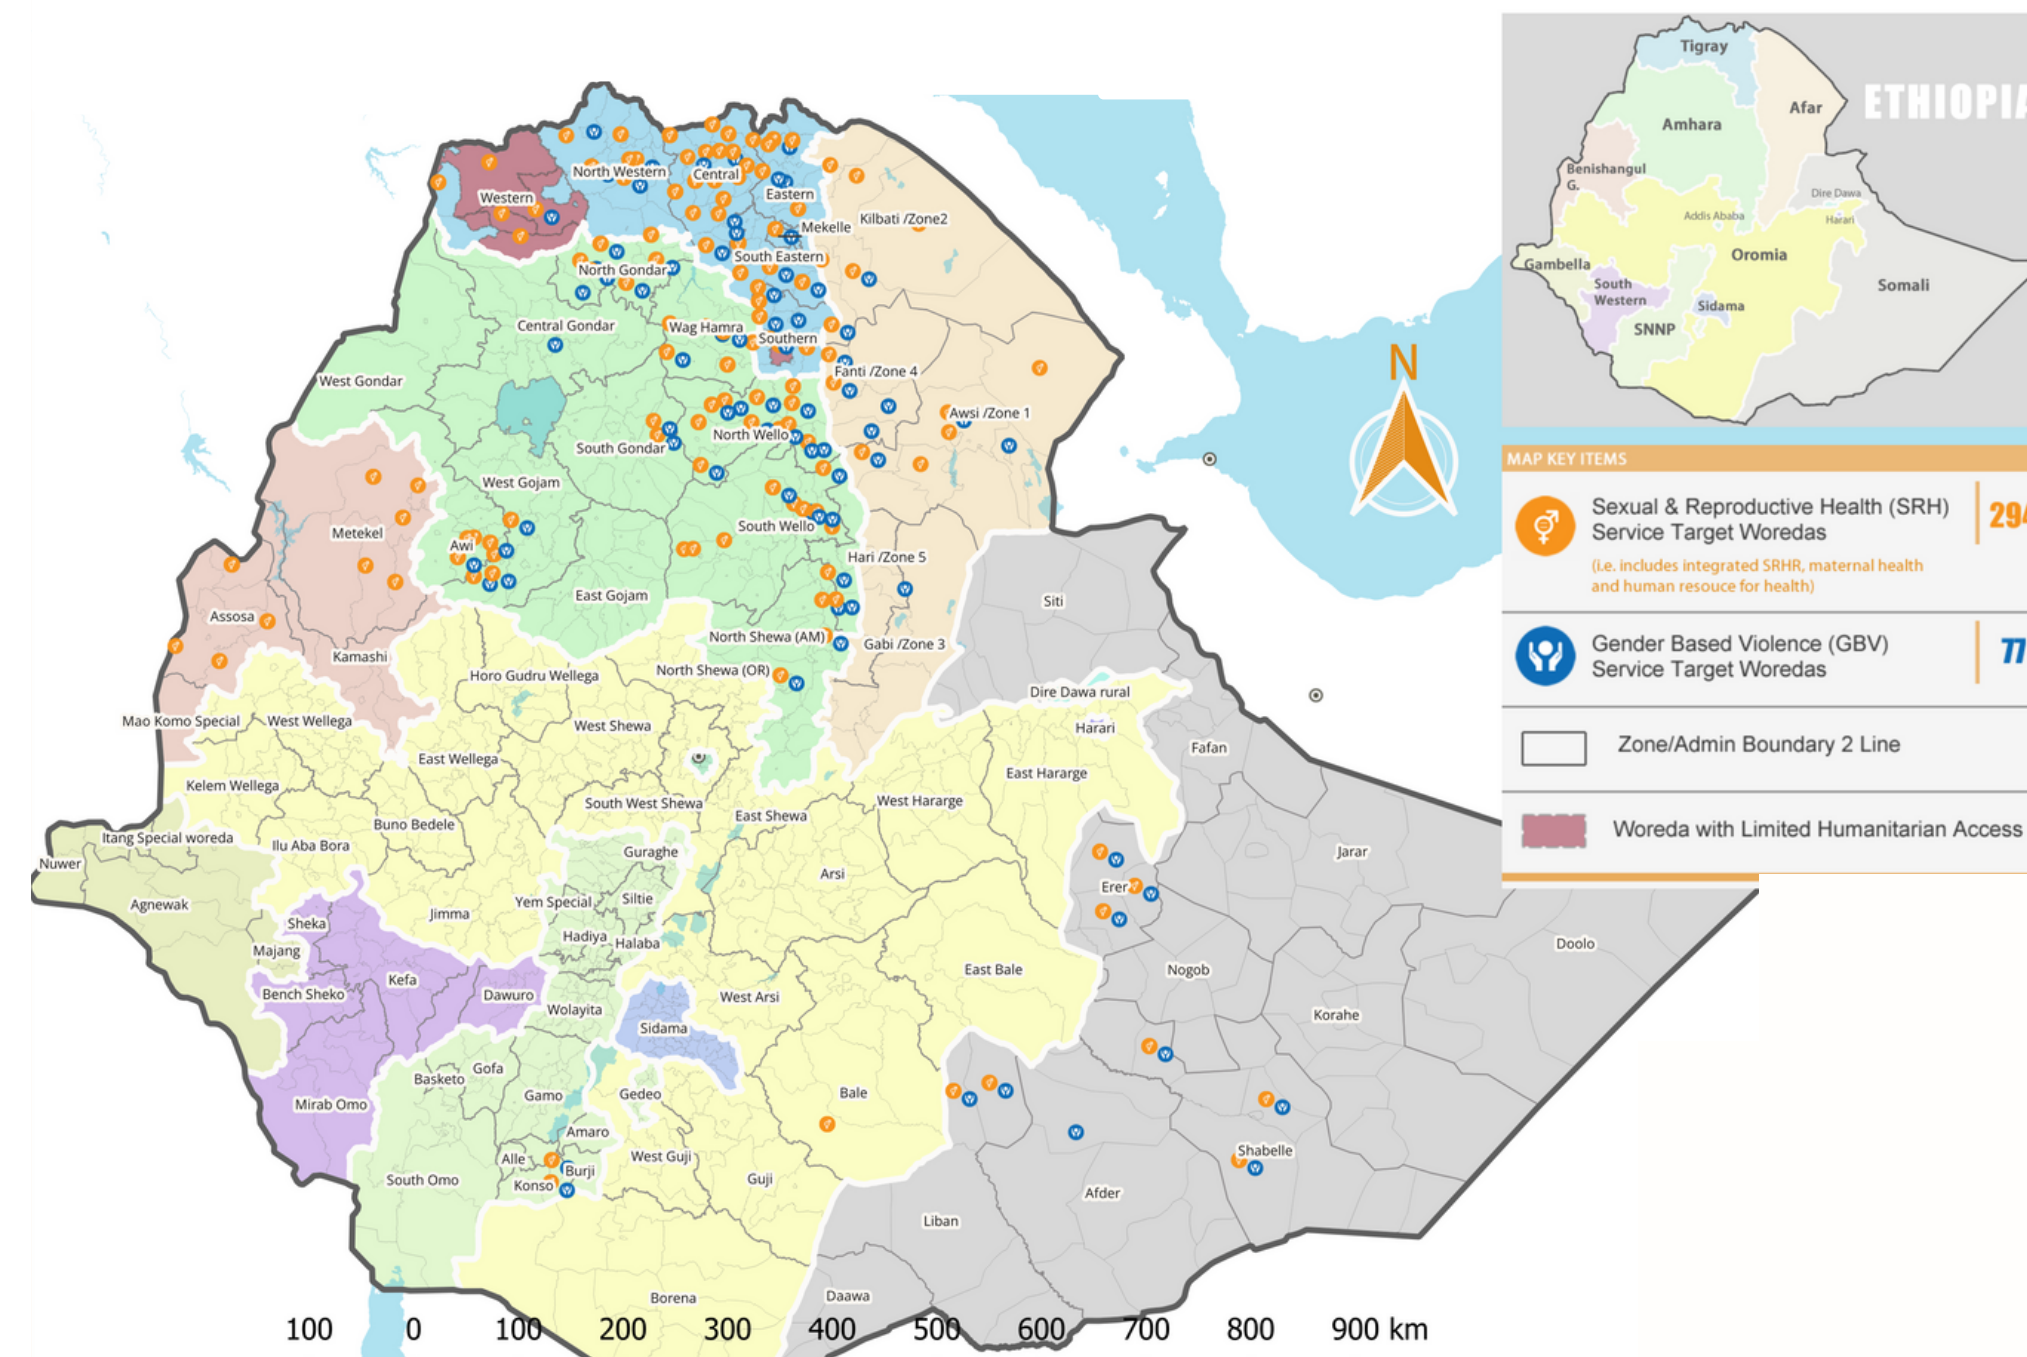 Tigray
Afar
ETHIOPIA
Amhara
Benishangul
G.
Dire Dawa
Addis Ababa
Harari
Oromia
Gambella
South
Western
Somali
Sidama
SNNP
N
MAP KEY ITEMS
Sexual & Reproductive Health (SRH)
Service Target Woredas
294
(i.e. includes integrated SRHR, maternal health
and human resouce for health)
Gender Based Violence (GBV)
Service Target Woredas
77
Zone/Admin Boundary 2 Line
Woreda with Limited Humanitarian Access
North Western
Central
Western
Eastern
Kilbati /Zone2
Mekelle
South Eastern
North Gondar
Central Gondar
Wag Hamra
Southern
Fanti /Zone 4
West Gondar
Awsi /Zone 1
North Wello
South Gondar
West Gojam
South Wello
Metekel
Awi
Hari /Zone 5
East Gojam
Siti
Assosa
North Shewa (AM)
Gabi /Zone 3
Kamashi
North Shewa (OR)
Horo Gudru Wellega
Dire Dawa rural
Mao Komo Special
West Wellega
West Shewa
Harari
Fafan
East Wellega
East Hararge
Kelem Wellega
South West Shewa
West Hararge
East Shewa
Buno Bedele
Itang Special woreda
Ilu Aba Bora
Guraghe
Jarar
Nuwer
Arsi
Erer
Agnewak
Yem Special
Siltie
Jimma
Sheka
Hadiya
Halaba
Doolo
Majang
East Bale
Nogob
Kefa
Bench Sheko
Dawuro
West Arsi
Wolayita
Korahe
Sidama
Gofa
Basketo
Gamo
Gedeo
Bale
Mirab Omo
Amaro
Shabelle
Alle
West Guji
Burji
South Omo
Konso
Guji
Afder
Liban
Borena
Daawa
100 0 100 200 300 400 500 600 700 800 900 km